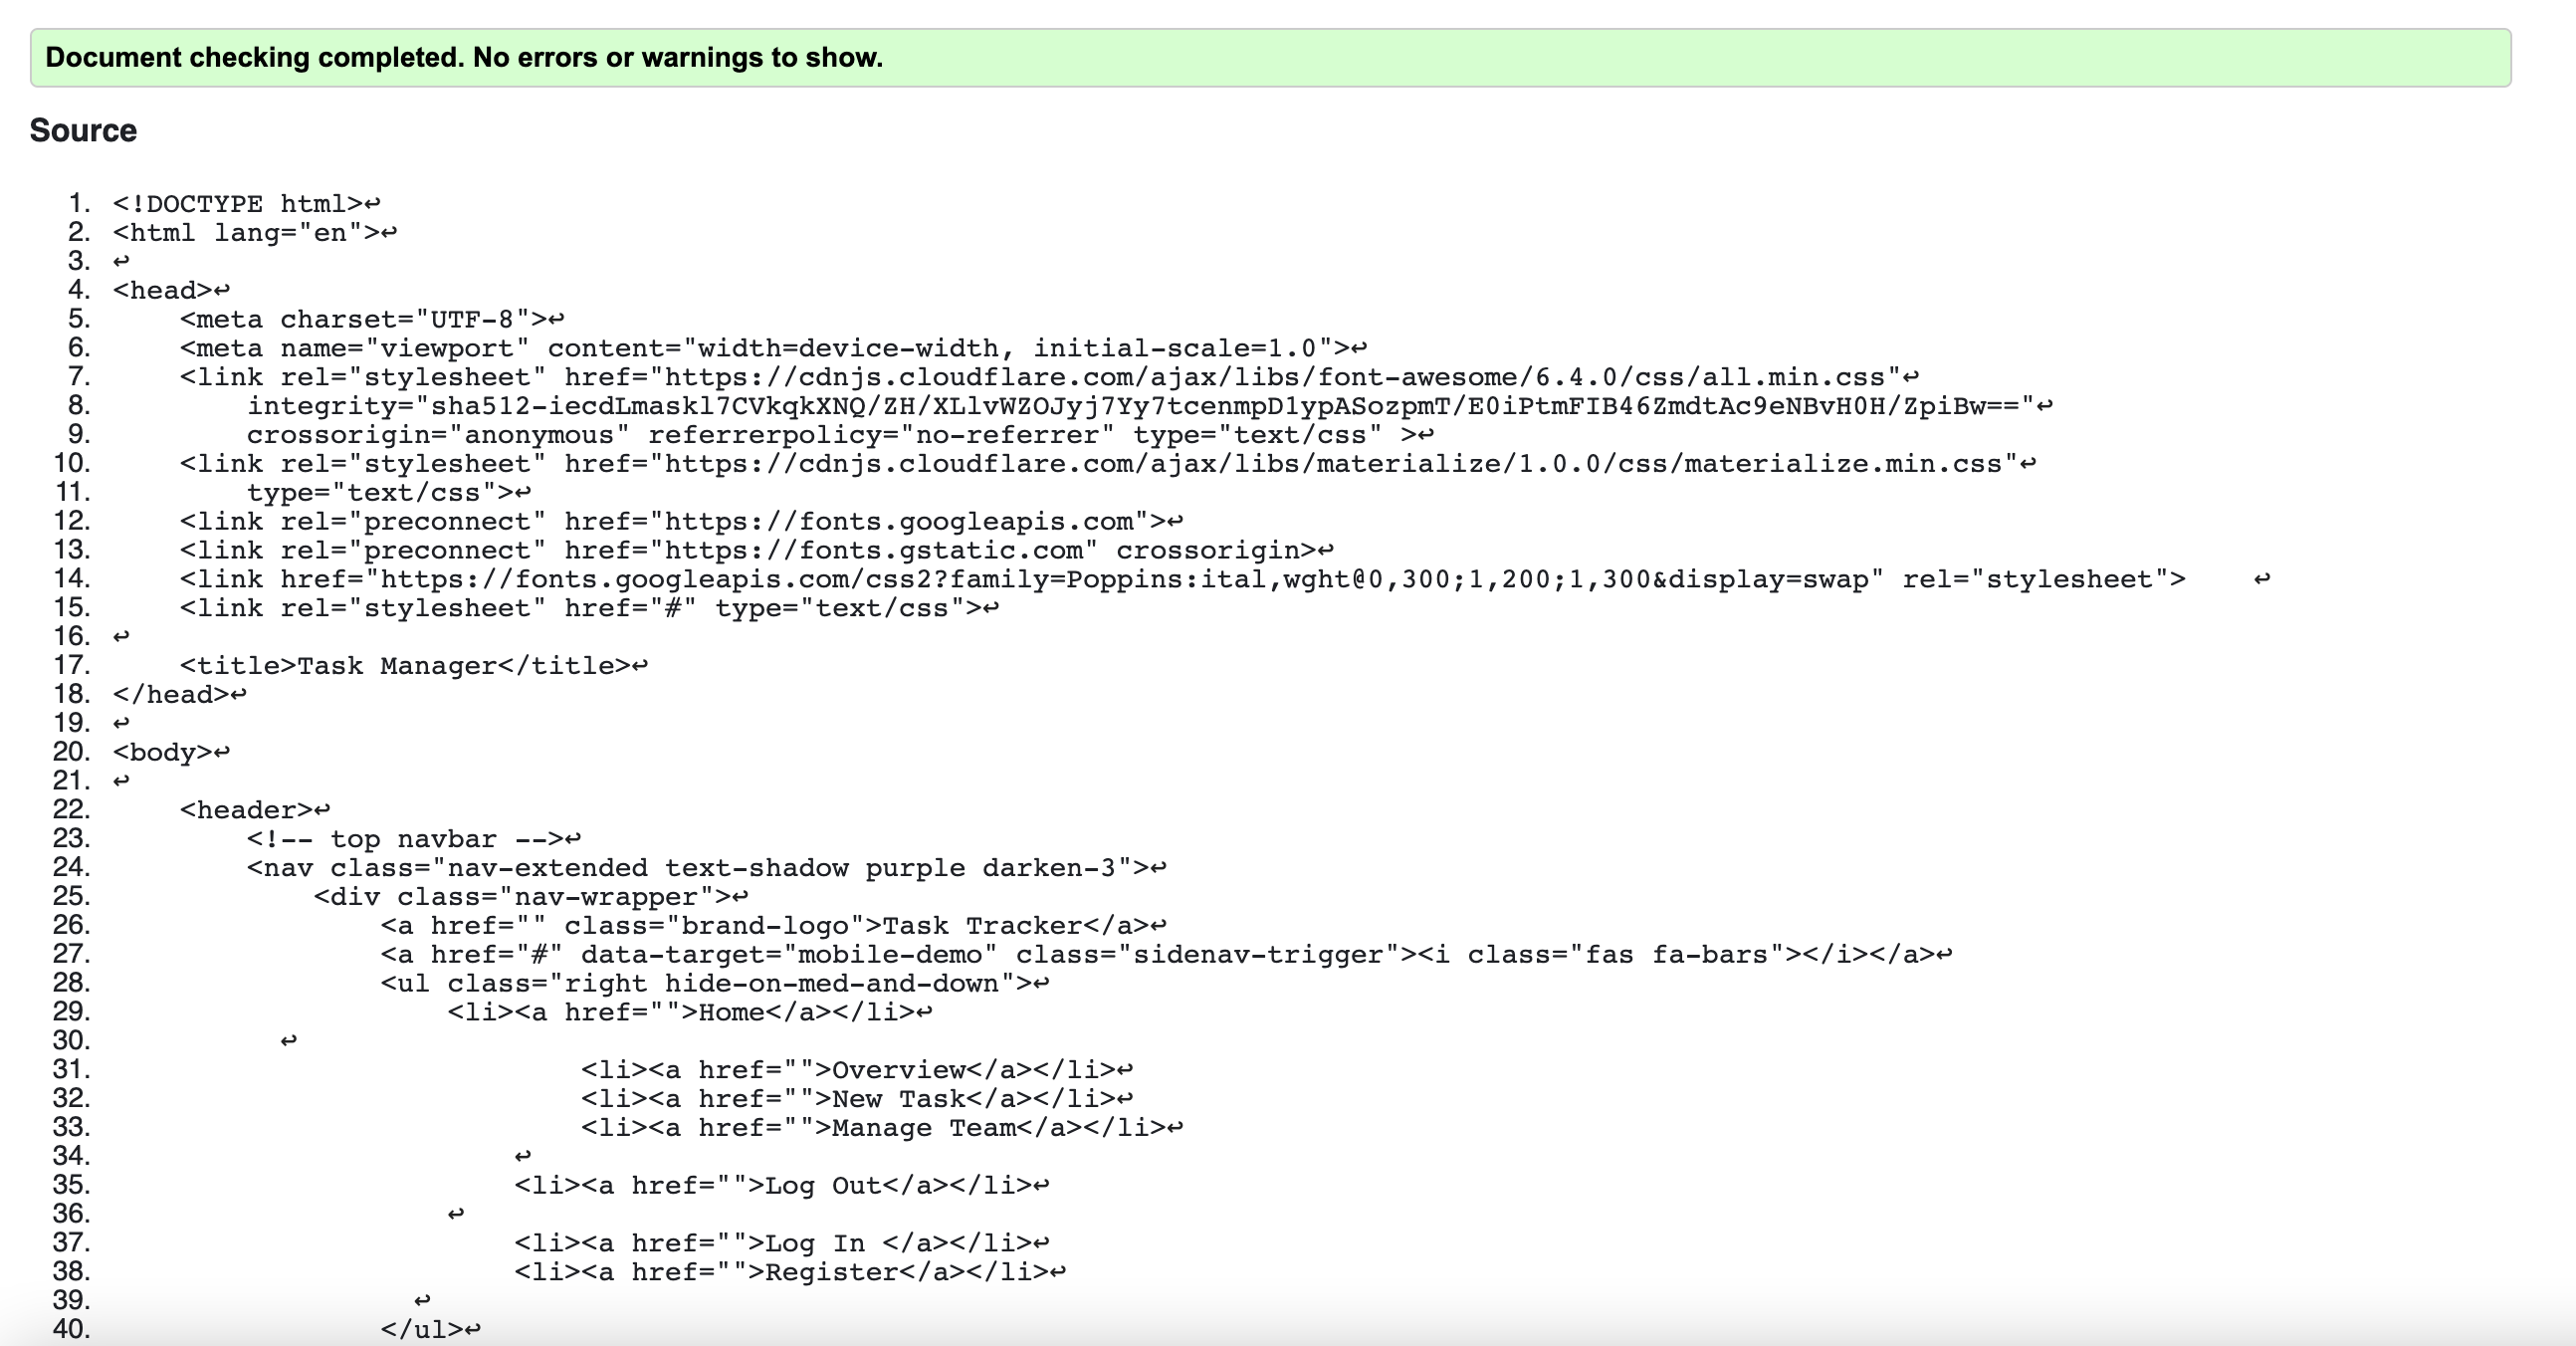 Document checking completed. No errors or warnings to show.
Source
1. <!DOCTYPE html>↩
2. <html lang="en">↩
3. ↩
4. <head>↩
5.     <meta charset="UTF-8">↩
6.     <meta name="viewport" content="width=device-width, initial-scale=1.0">↩
7.     <link rel="stylesheet" href="https://cdnjs.cloudflare.com/ajax/libs/font-awesome/6.4.0/css/all.min.css"↩
8.         integrity="sha512-iecdLmaskl7CVkqkXNQ/ZH/XLlvWZOJyj7Yy7tcenmpD1ypASozpmT/E0iPtmFIB46ZmdtAc9eNBvH0H/ZpiBw=="↩
9.         crossorigin="anonymous" referrerpolicy="no-referrer" type="text/css" >↩
10.     <link rel="stylesheet" href="https://cdnjs.cloudflare.com/ajax/libs/materialize/1.0.0/css/materialize.min.css"↩
11.         type="text/css">↩
12.     <link rel="preconnect" href="https://fonts.googleapis.com">↩
13.     <link rel="preconnect" href="https://fonts.gstatic.com" crossorigin>↩
14.     <link href="https://fonts.googleapis.com/css2?family=Poppins:ital,wght@0,300;1,200;1,300&display=swap" rel="stylesheet">    ↩
15.     <link rel="stylesheet" href="#" type="text/css">↩
16. ↩
17.     <title>Task Manager</title>↩
18. </head>↩
19. ↩
20. <body>↩
21. ↩
22.     <header>↩
23.         <!-- top navbar -->↩
24.         <nav class="nav-extended text-shadow purple darken-3">↩
25.             <div class="nav-wrapper">↩
26.                 <a href="" class="brand-logo">Task Tracker</a>↩
27.                 <a href="#" data-target="mobile-demo" class="sidenav-trigger"><i class="fas fa-bars"></i></a>↩
28.                 <ul class="right hide-on-med-and-down">↩
29.                     <li><a href="">Home</a></li>↩
30.           ↩
31.                             <li><a href="">Overview</a></li>↩
32.                             <li><a href="">New Task</a></li>↩
33.                             <li><a href="">Manage Team</a></li>↩
34.                         ↩
35.                         <li><a href="">Log Out</a></li>↩
36.                     ↩
37.                         <li><a href="">Log In </a></li>↩
38.                         <li><a href="">Register</a></li>↩
39.                   ↩
40.                 </ul>↩